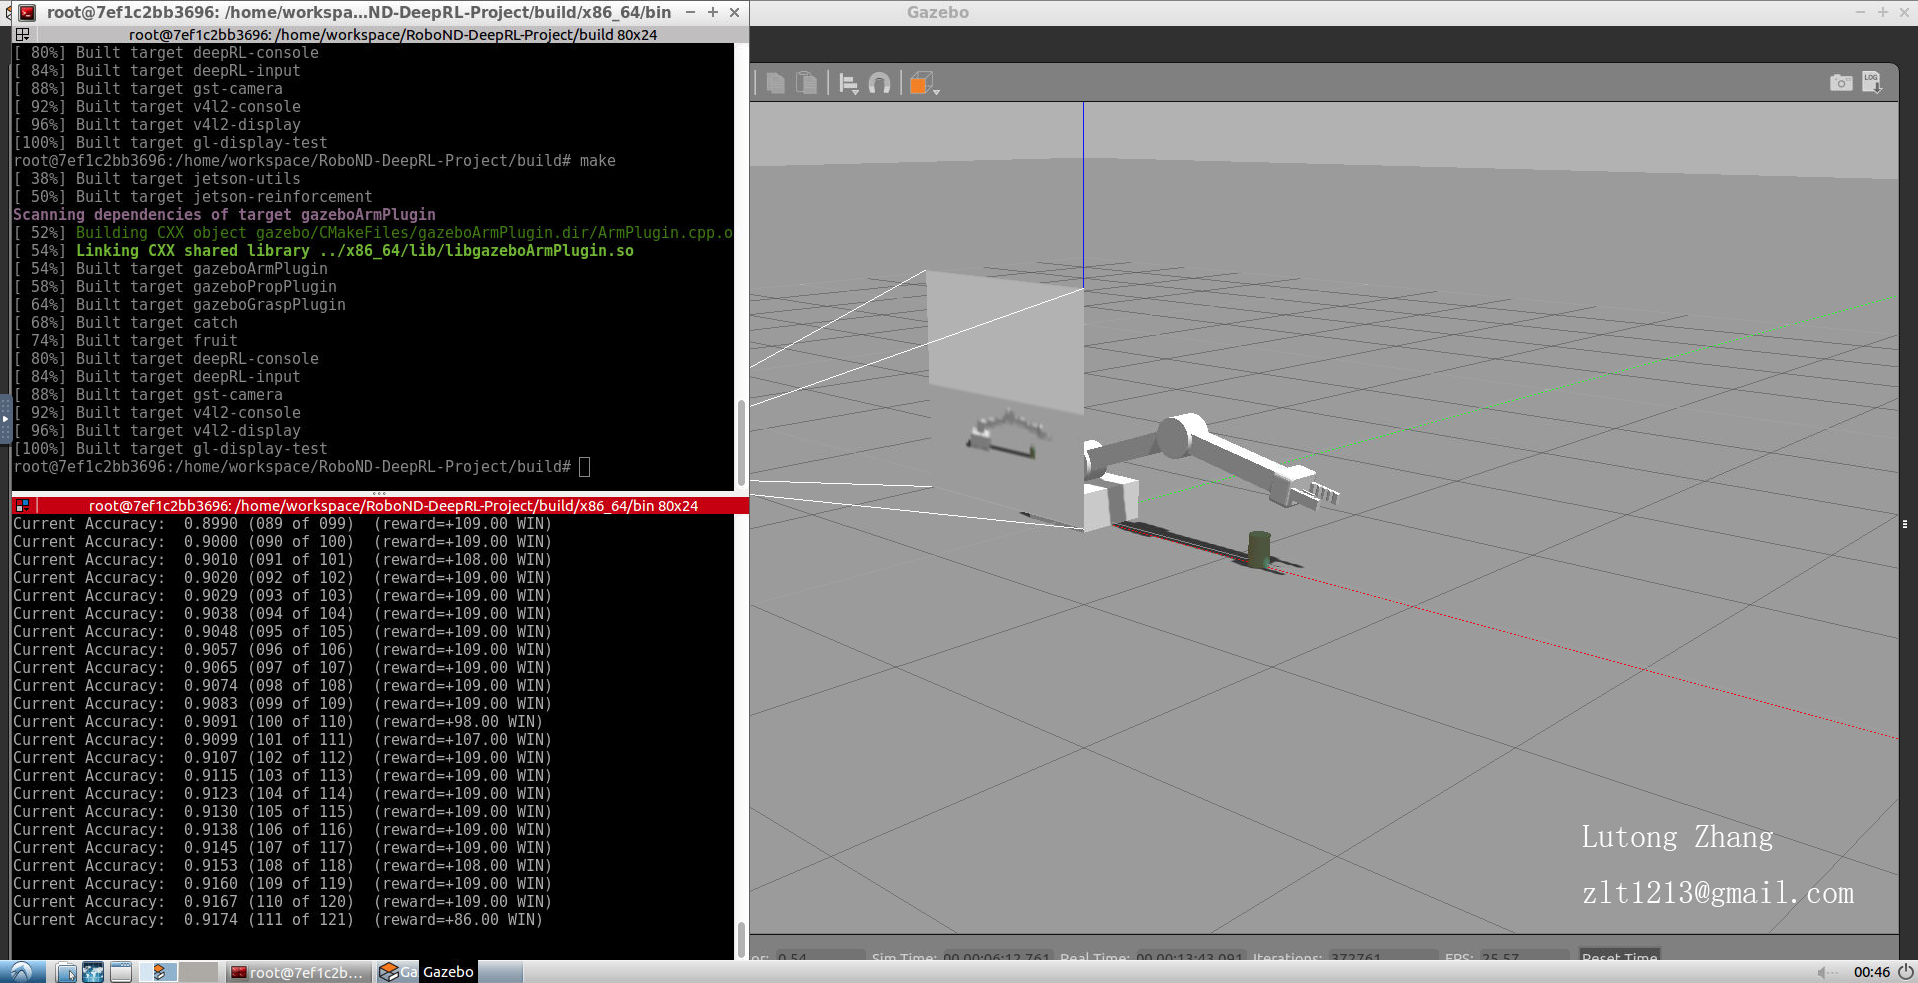 root@7ef1c2bb3696: /home/workspa...ND-DeepRL-Project/build/x86_64/bin
Gazebo
root@7ef1c2bb3696: /home/workspace/RoboND-DeepRL-Project/build 80x24
[ 80%] Built target deepRL-console
[ 84%] Built target deepRL-input
[ 88%] Built target gst-camera
[ 92%] Built target v4l2-console
[ 96%] Built target v4l2-display
[100%] Built target gl-display-test
root@7ef1c2bb3696:/home/workspace/RoboND-DeepRL-Project/build# make
[ 38%] Built target jetson-utils
[ 50%] Built target jetson-reinforcement
Scanning dependencies of target gazeboArmPlugin
[ 52%] Building CXX object gazebo/CMakeFiles/gazeboArmPlugin.dir/ArmPlugin.cpp.o
[ 54%] Linking CXX shared library ../x86_64/lib/libgazeboArmPlugin.so
[ 54%] Built target gazeboArmPlugin
[ 58%] Built target gazeboPropPlugin
[ 64%] Built target gazeboGraspPlugin
[ 68%] Built target catch
[ 74%] Built target fruit
[ 80%] Built target deepRL-console
[ 84%] Built target deepRL-input
[ 88%] Built target gst-camera
[ 92%] Built target v4l2-console
[ 96%] Built target v4l2-display
[100%] Built target gl-display-test
root@7ef1c2bb3696:/home/workspace/RoboND-DeepRL-Project/build#
root@7ef1c2bb3696: /home/workspace/RoboND-DeepRL-Project/build/x86_64/bin 80x24
Current Accuracy:  0.8990 (089 of 099)  (reward=+109.00 WIN)
Current Accuracy:  0.9000 (090 of 100)  (reward=+109.00 WIN)
Current Accuracy:  0.9010 (091 of 101)  (reward=+108.00 WIN)
Current Accuracy:  0.9020 (092 of 102)  (reward=+109.00 WIN)
Current Accuracy:  0.9029 (093 of 103)  (reward=+109.00 WIN)
Current Accuracy:  0.9038 (094 of 104)  (reward=+109.00 WIN)
Current Accuracy:  0.9048 (095 of 105)  (reward=+109.00 WIN)
Current Accuracy:  0.9057 (096 of 106)  (reward=+109.00 WIN)
Current Accuracy:  0.9065 (097 of 107)  (reward=+109.00 WIN)
Current Accuracy:  0.9074 (098 of 108)  (reward=+109.00 WIN)
Current Accuracy:  0.9083 (099 of 109)  (reward=+109.00 WIN)
Current Accuracy:  0.9091 (100 of 110)  (reward=+98.00 WIN)
Current Accuracy:  0.9099 (101 of 111)  (reward=+107.00 WIN)
Current Accuracy:  0.9107 (102 of 112)  (reward=+109.00 WIN)
Current Accuracy:  0.9115 (103 of 113)  (reward=+109.00 WIN)
Current Accuracy:  0.9123 (104 of 114)  (reward=+109.00 WIN)
Current Accuracy:  0.9130 (105 of 115)  (reward=+109.00 WIN)
Current Accuracy:  0.9138 (106 of 116)  (reward=+109.00 WIN)
Current Accuracy:  0.9145 (107 of 117)  (reward=+109.00 WIN)
Current Accuracy:  0.9153 (108 of 118)  (reward=+108.00 WIN)
Current Accuracy:  0.9160 (109 of 119)  (reward=+109.00 WIN)
Current Accuracy:  0.9167 (110 of 120)  (reward=+109.00 WIN)
Current Accuracy:  0.9174 (111 of 121)  (reward=+86.00 WIN)
LOG
Lutong Zhang
zlt1213@gmail.com
or: 0.54 Sim Time: 00 00:06:12.761 Real Time: 00 00:13:43.091 Iterations: 372761 FPS: 25.57 Reset Time
root@7ef1c2b... Ga Gazebo 00:46